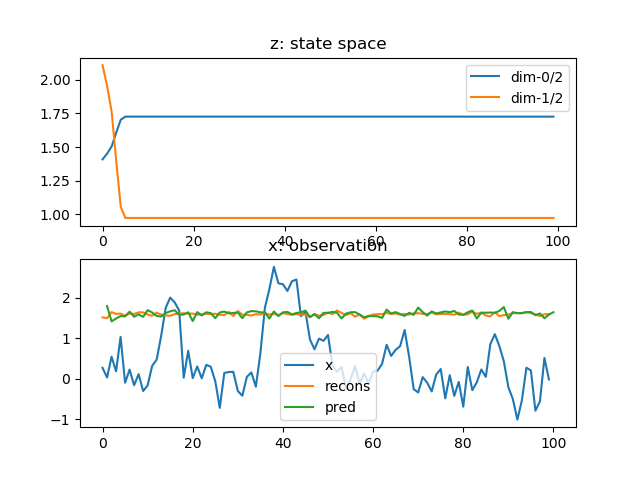 z: state space
2.00
1.75
1.50
1.25
1.00
dim-0/2
dim-1/2
0 20 40 60 80 100
x: observation
2
1
0
−1
x
recons
pred
0 20 40 60 80 100